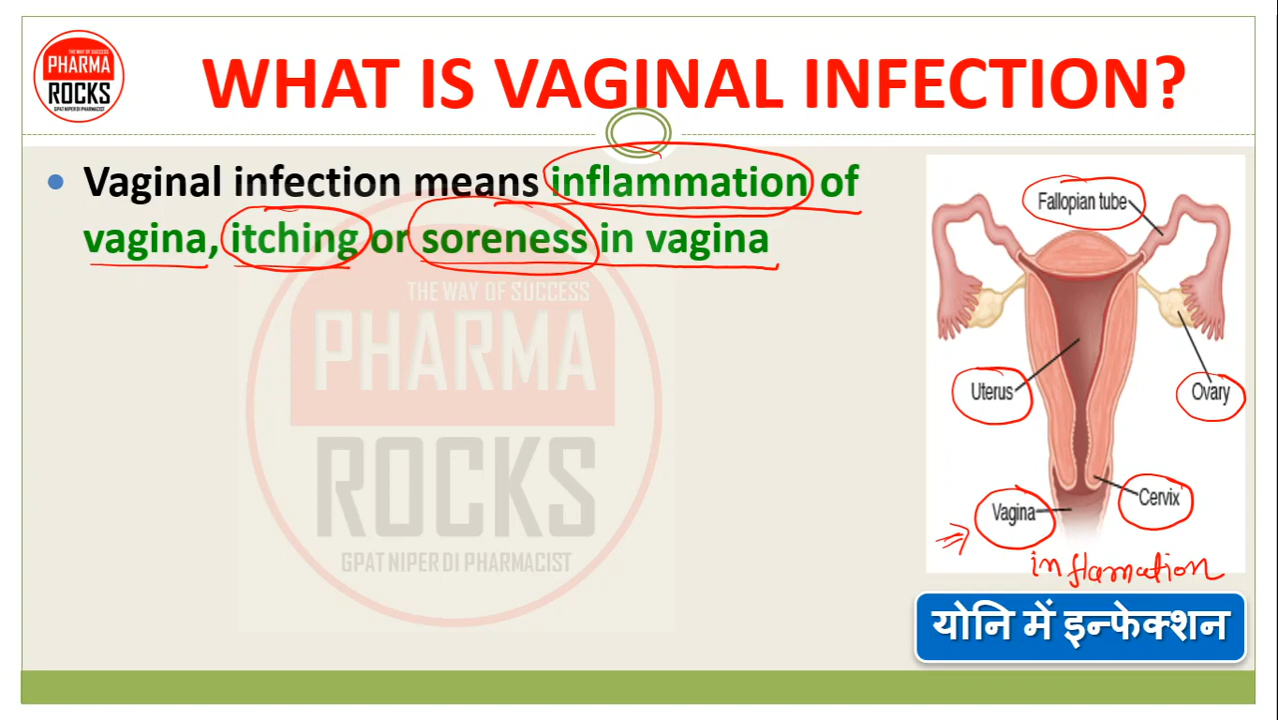 THE WAY OF SUCCESS
PHARMA
ROCKS
GPAT NIPER DI PHARMACIST
WHAT IS VAGINAL INFECTION?
Vaginal infection means inflammation of
vagina, itching or soreness in vagina
THE WAY OF SUCCESS
PHARMA
ROCKS
GPAT NIPER DI PHARMACIST
Fallopian tube
Uterus
Ovary
Cervix
Vagina
inflamation
योनि में इन्फेक्शन